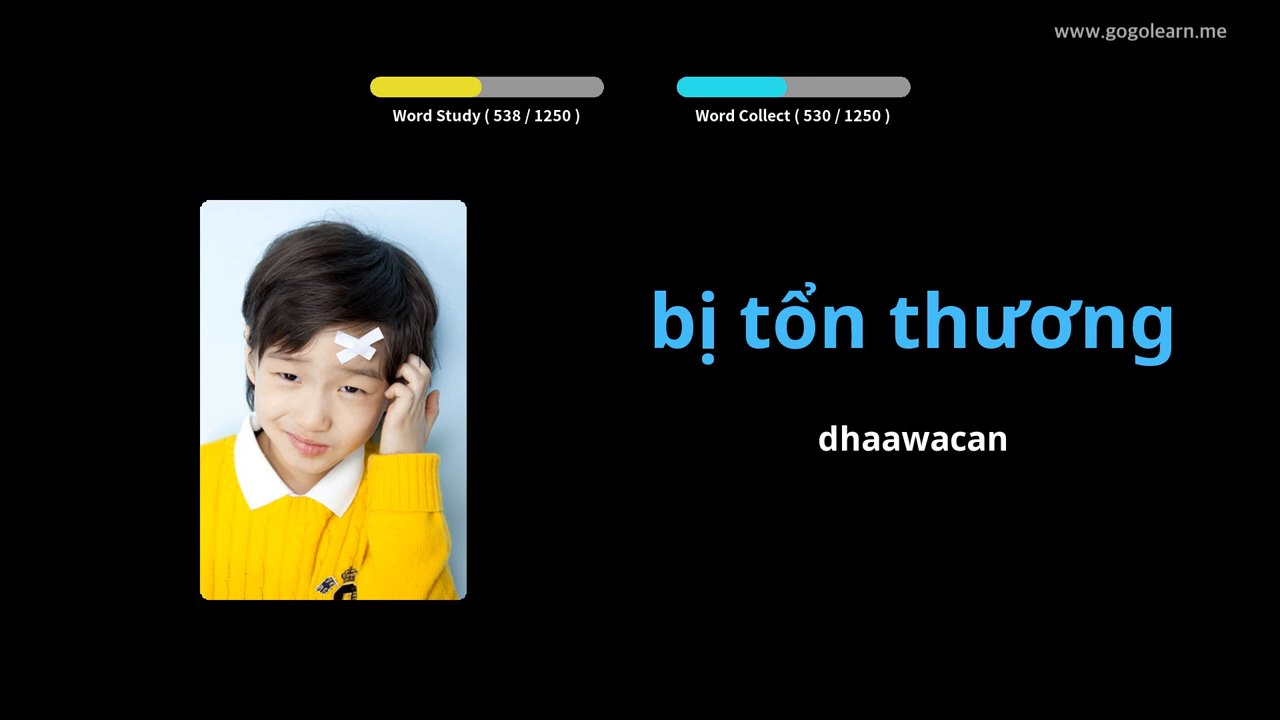 www.gogolearn.me
Word Study ( 538 / 1250 )
Word Collect ( 530 / 1250 )
bị tổn thương
dhaawacan